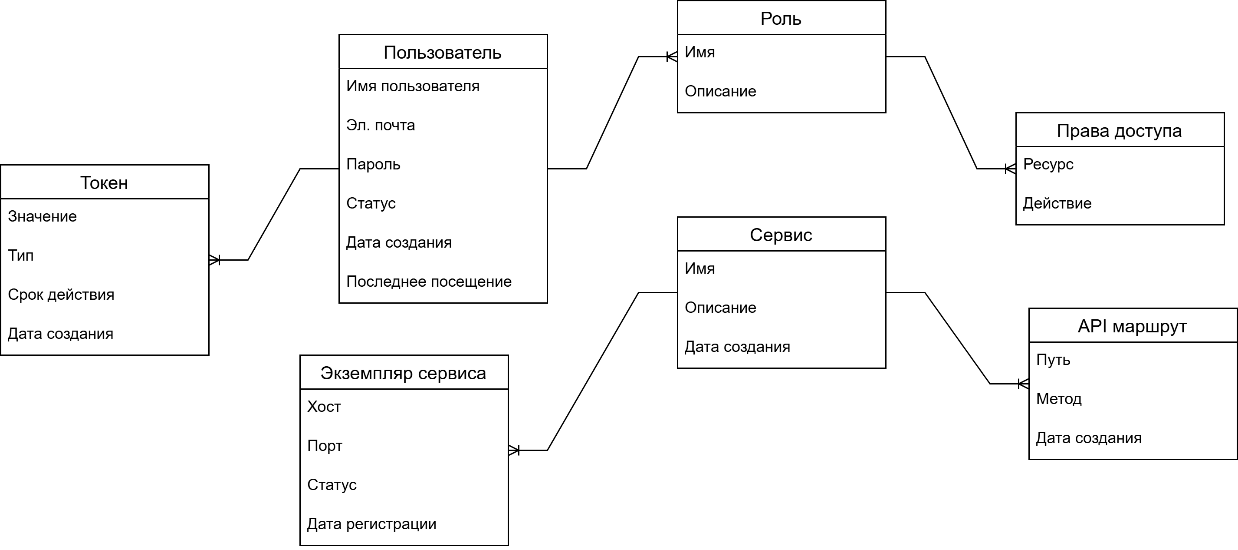 Роль
Имя
Описание
Пользователь
Имя пользователя
Эл. почта
Пароль
Статус
Дата создания
Последнее посещение
Права доступа
Ресурс
Действие
Токен
Значение
Тип
Срок действия
Дата создания
Сервис
Имя
Описание
Дата создания
API маршрут
Путь
Метод
Дата создания
Экземпляр сервиса
Хост
Порт
Статус
Дата регистрации